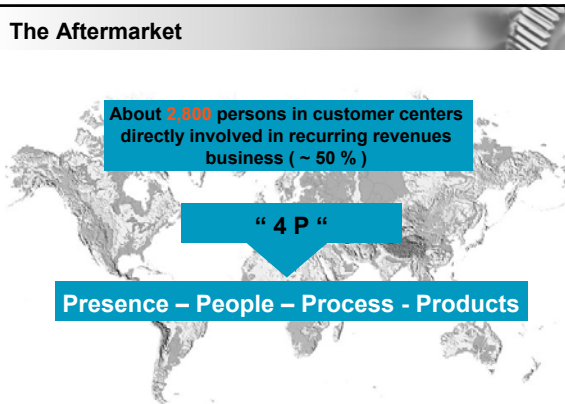 The Aftermarket
About 2,800 persons in customer centers
directly involved in recurring revenues
business ( ~ 50 % )
“ 4 P “
Presence – People – Process - Products